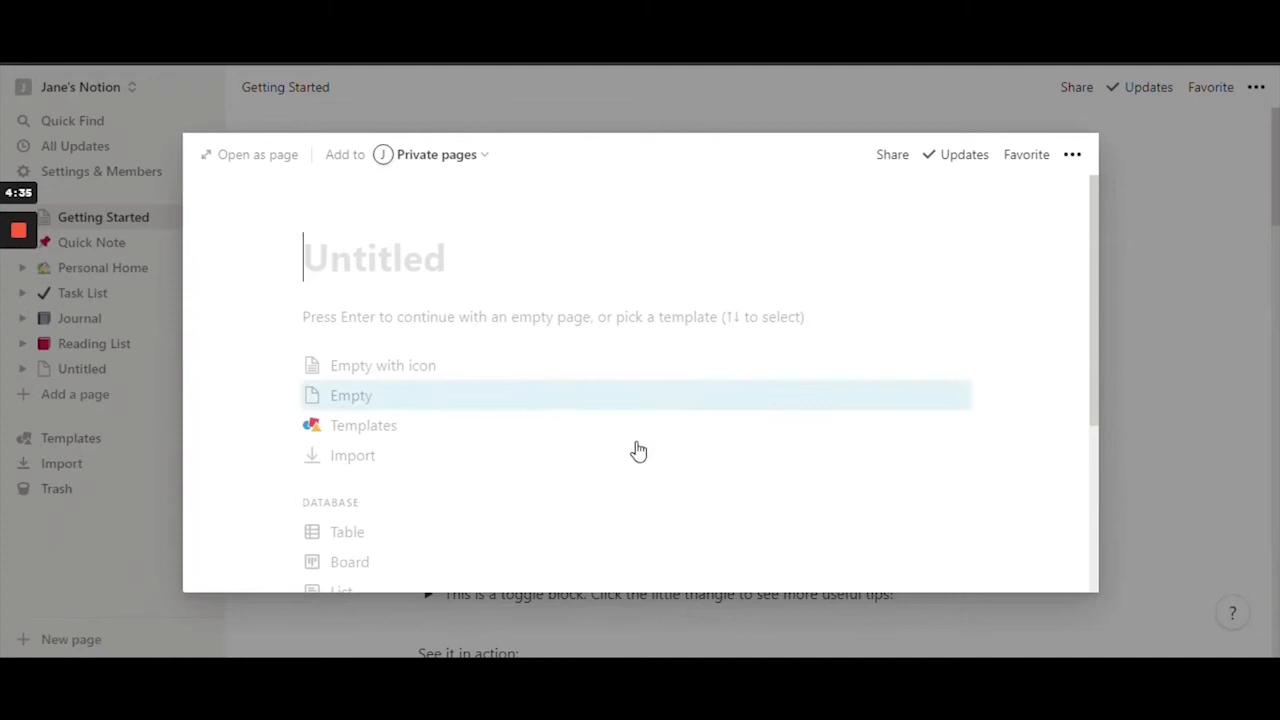 Jane's Notion
Getting Started
Share
Updates
Favorite
Quick Find
All Updates
Settings & Members
4:35
Getting Started
Quick Note
Personal Home
Task List
Journal
Reading List
Untitled
Add a page
Templates
Import
Trash
New page
Open as page
Add to
J
Private pages
Share
Updates
Favorite
Untitled
Press Enter to continue with an empty page, or pick a template (↑↓ to select)
Empty with icon
Empty
Templates
Import
DATABASE
Table
Board
List
This is a toggle block. Click the little triangle to see more useful tips!
See it in action:
?